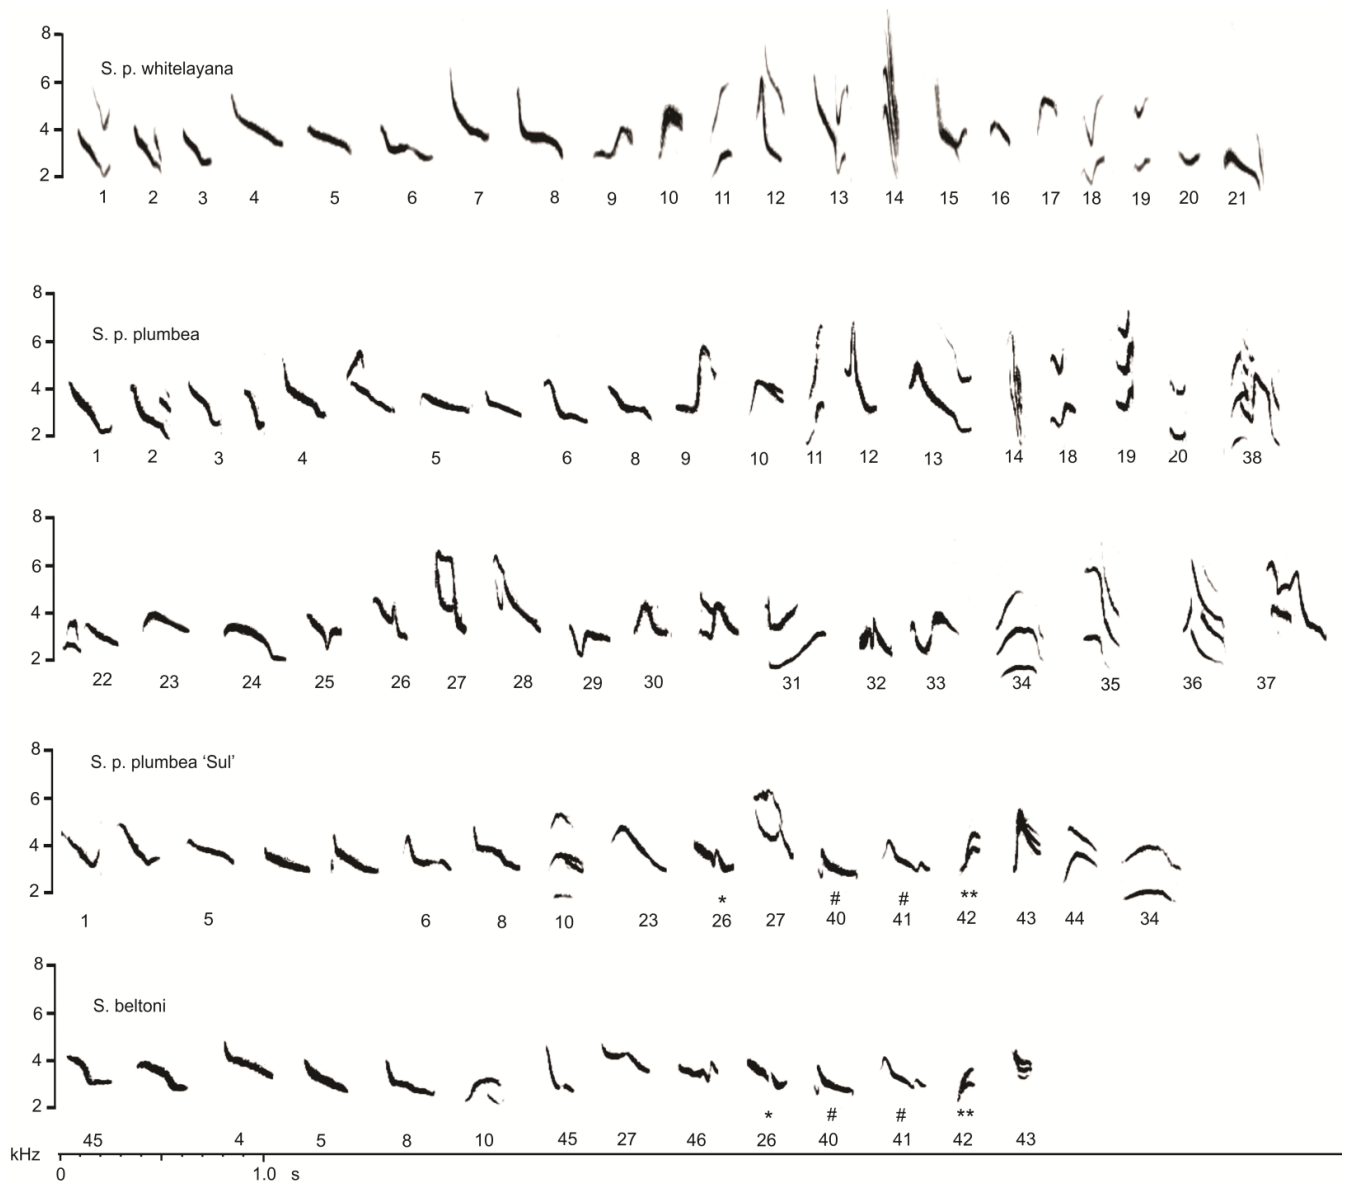 8
S. p. whitelayana
6
4
2
1 2 3 4 5 6 7 8 9 10 11 12 13 14 15 16 17 18 19 20 21
8
S. p. plumbea
6
4
2
1 2 3 4 5 6 8 9 10 11 12 13 14 18 19 20 38
8
6
4
2
22 23 24 25 26 27 28 29 30 31 32 33 34 35 36 37
8
S. p. plumbea ‘Sul’
6
4
2
* # # **
1 5 6 8 10 23 26 27 40 41 42 43 44 34
8
S. beltoni
6
4
2
* # # **
45 4 5 8 10 45 27 46 26 40 41 42 43
kHz
0 1.0 s